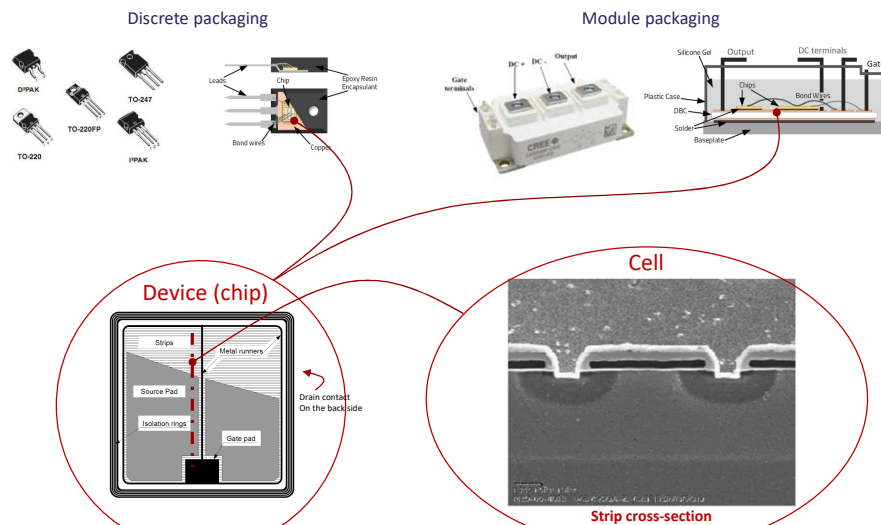 Discrete packaging
Module packaging
D²PAK
TO-247
TO-220FP
TO-220
I²PAK
Leads
Chip
Epoxy Resin
Encapsulant
Bond wires
Copper
Gate
terminals
DC +
DC -
Output
CREE
Silicone Gel
Output
DC terminals
Gate
Plastic Case
Chips
Bond Wires
DBC
Solder
Baseplate
Device (chip)
Strips
Metal runners
Source Pad
Isolation rings
Gate pad
Drain contact
On the back side
Cell
Strip cross-section